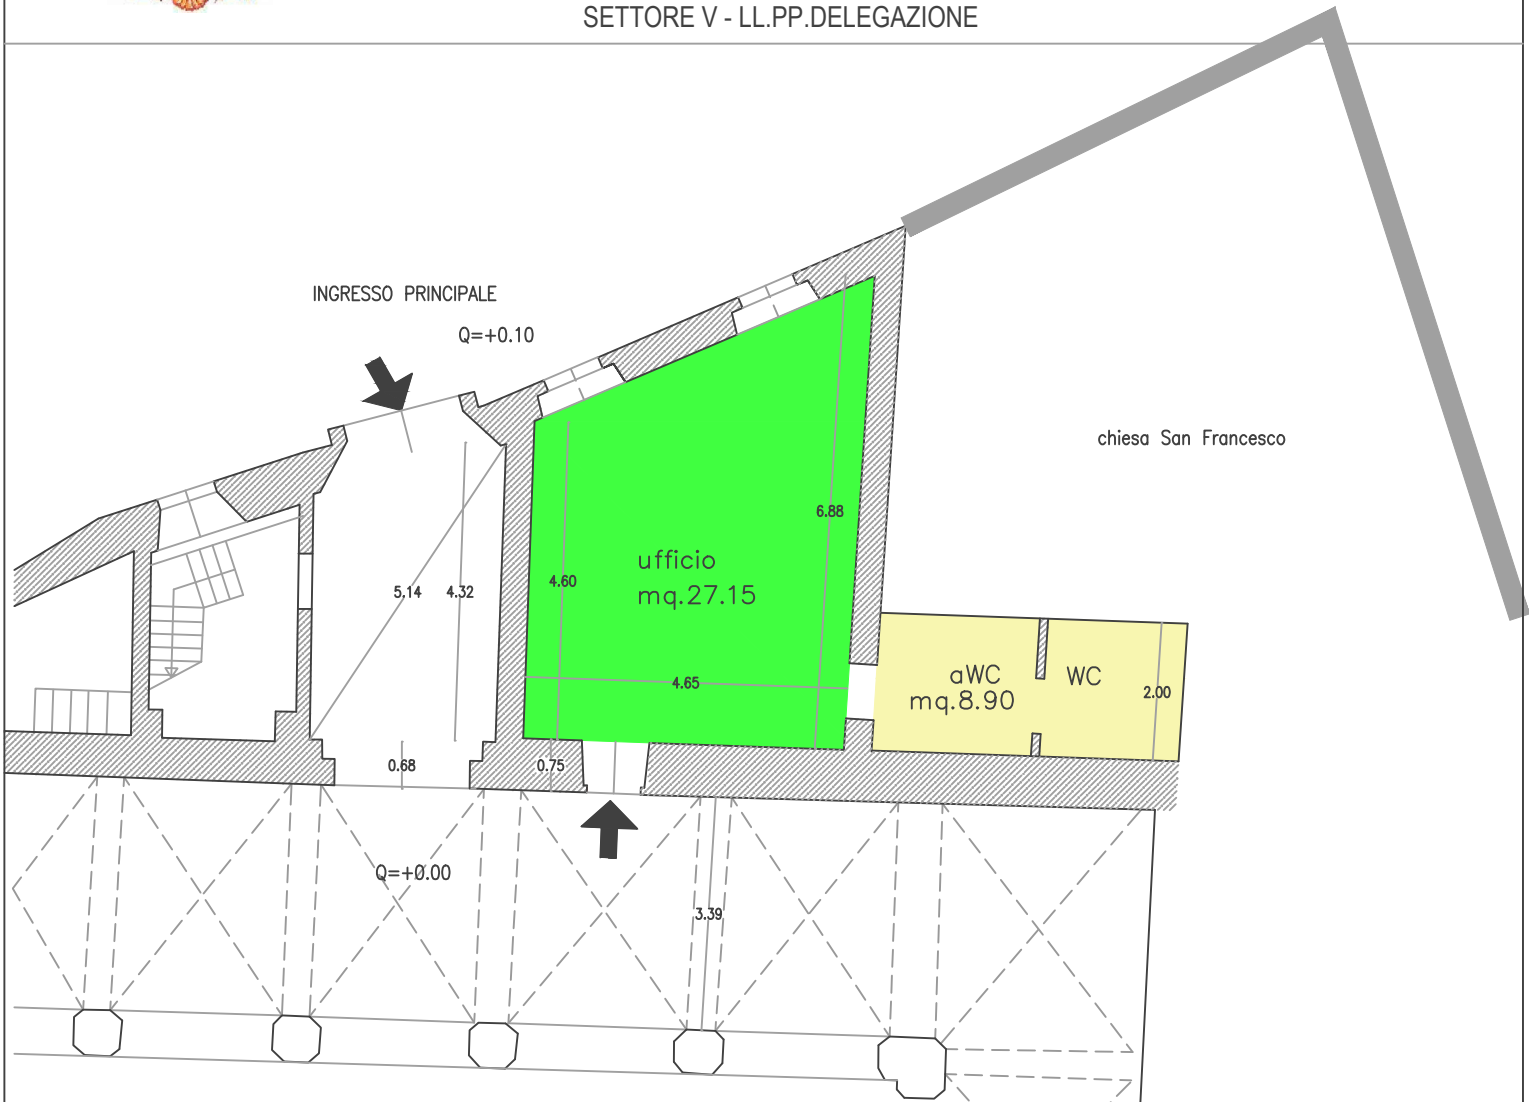 SETTORE V - LL.PP.DELEGAZIONE
INGRESSO PRINCIPALE
Q=+0.10
chiesa San Francesco
6.88
ufficio
mq.27.15
4.60
5.14
4.32
4.65
aWC
mq.8.90
WC
2.00
0.68
0.75
Q=+0.00
3.39